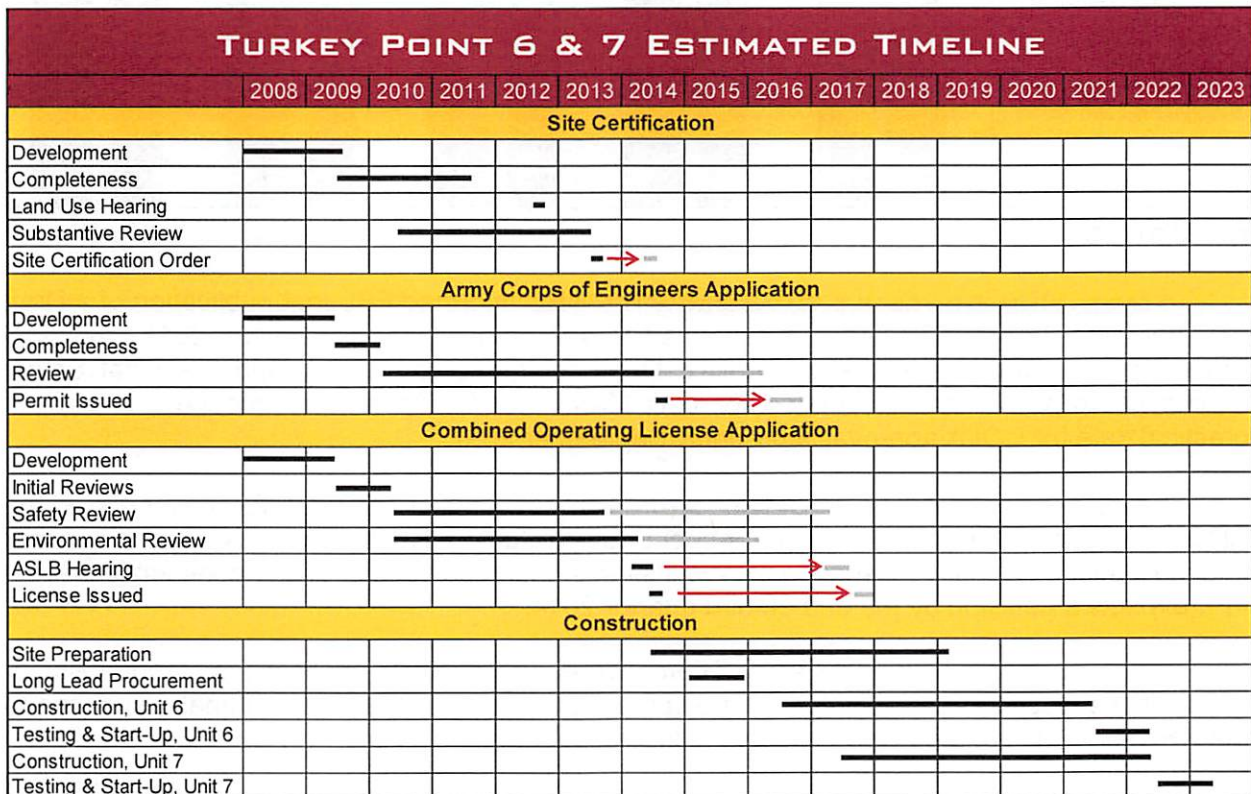 TURKEY POINT 6 & 7 ESTIMATED TIMELINE
2008 2009 2010 2011 2012 2013 2014 2015 2016 2017 2018 2019 2020 2021 2022 2023
Site Certification
Development
Completeness
Land Use Hearing
Substantive Review
Site Certification Order
Army Corps of Engineers Application
Development
Completeness
Review
Permit Issued
Combined Operating License Application
Development
Initial Reviews
Safety Review
Environmental Review
ASLB Hearing
License Issued
Construction
Site Preparation
Long Lead Procurement
Construction, Unit 6
Testing & Start-Up, Unit 6
Construction, Unit 7
Testing & Start-Up, Unit 7